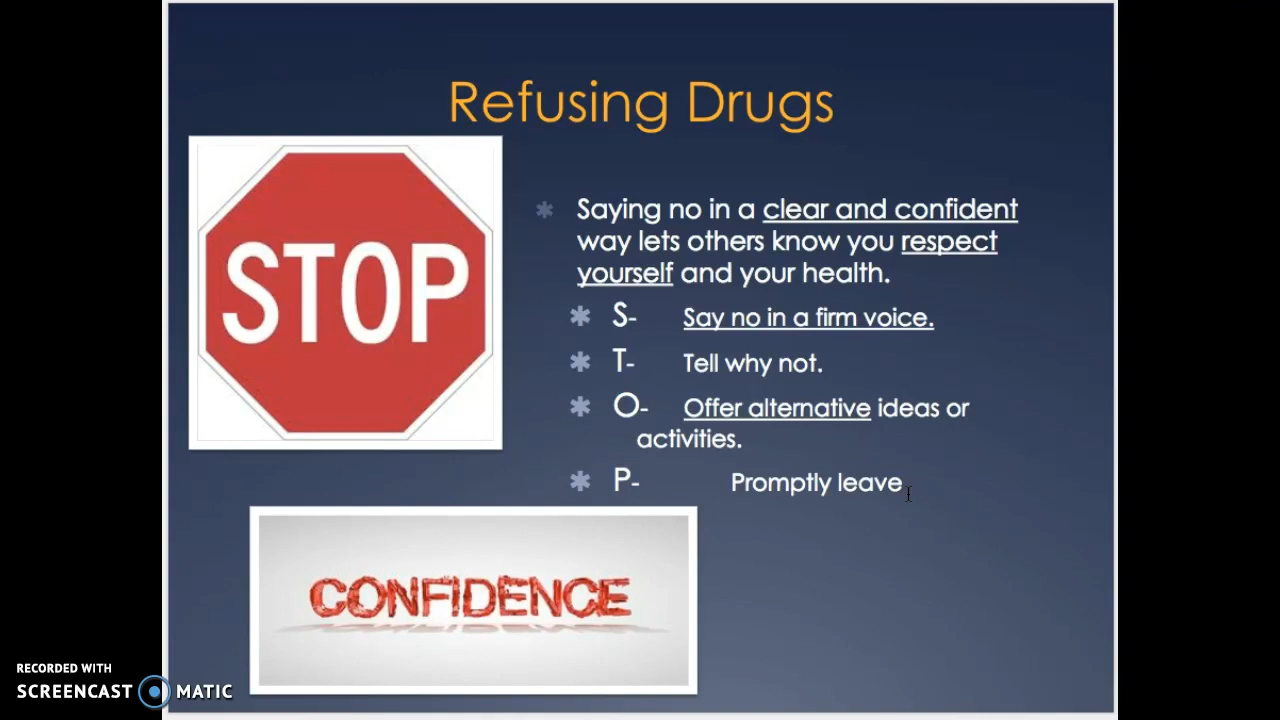 Refusing Drugs
STOP
Saying no in a clear and confident
way lets others know you respect
yourself and your health.
S- Say no in a firm voice.
T- Tell why not.
O- Offer alternative ideas or
activities.
P- Promptly leave
CONFIDENCE
RECORDED WITH
SCREENCAST MATIC